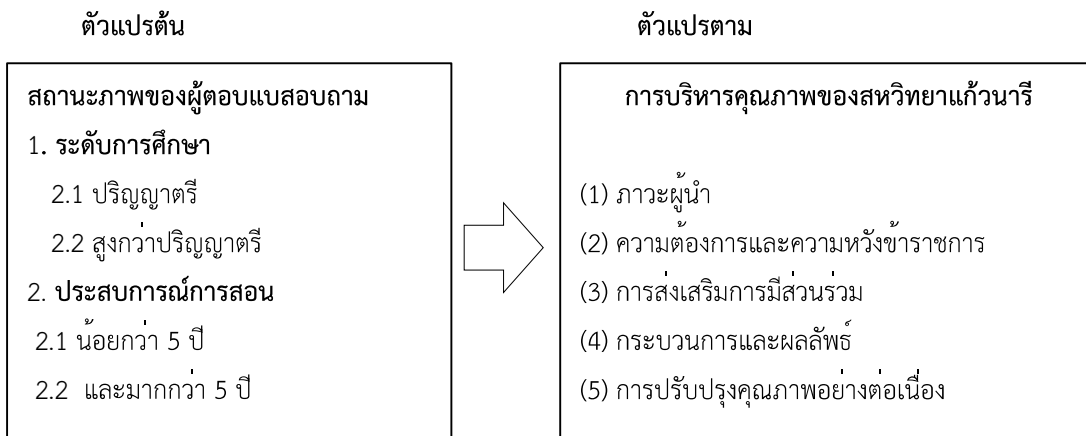 ตัวแปรต้น
ตัวแปรตาม
สถานะภาพของผู้ตอบแบบสอบถาม
1. ระดับการศึกษา
2.1 ปริญญาตรี
2.2 สูงกว่าปริญญาตรี
2. ประสบการณ์การสอน
2.1 น้อยกว่า 5 ปี
2.2 และมากกว่า 5 ปี
การบริหารคุณภาพของสหวิทยาแก้วนารี
(1) ภาวะผู้นำ
(2) ความต้องการและความหวังข้าราชการ
(3) การส่งเสริมการมีส่วนร่วม
(4) กระบวนการและผลลัพธ์
(5) การปรับปรุงคุณภาพอย่างต่อเนื่อง